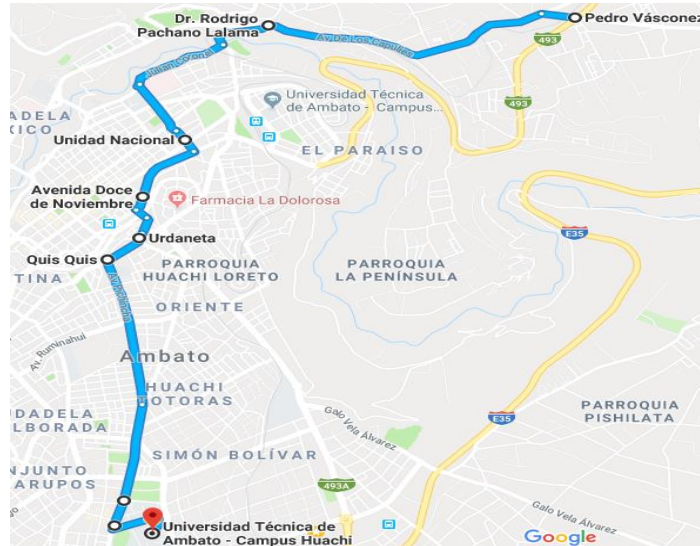 Dr. Rodrigo
Pachano Lalama
Pedro Vásconez
493
493
Universidad Técnica
de Ambato - Campus...
Unidad Nacional
EL PARAISO
Avenida Doce
de Noviembre
Farmacia La Dolorosa
Urdaneta
E35
Quis Quis
PARROQUIA
HUACHI LORETO
PARROQUIA
LA PENÍNSULA
TINA
ORIENTE
Av. Rumiñahui
Ambato
HUACHI
TOTORAS
DADELA
LBORADA
E35
PARROQUIA
PISHILATA
Galo Vela Álvarez
SIMÓN BOLÍVAR
NJUNTO
ARUPOS
493A
Galo Vela Álvarez
Universidad Técnica de
Ambato - Campus Huachi
Google